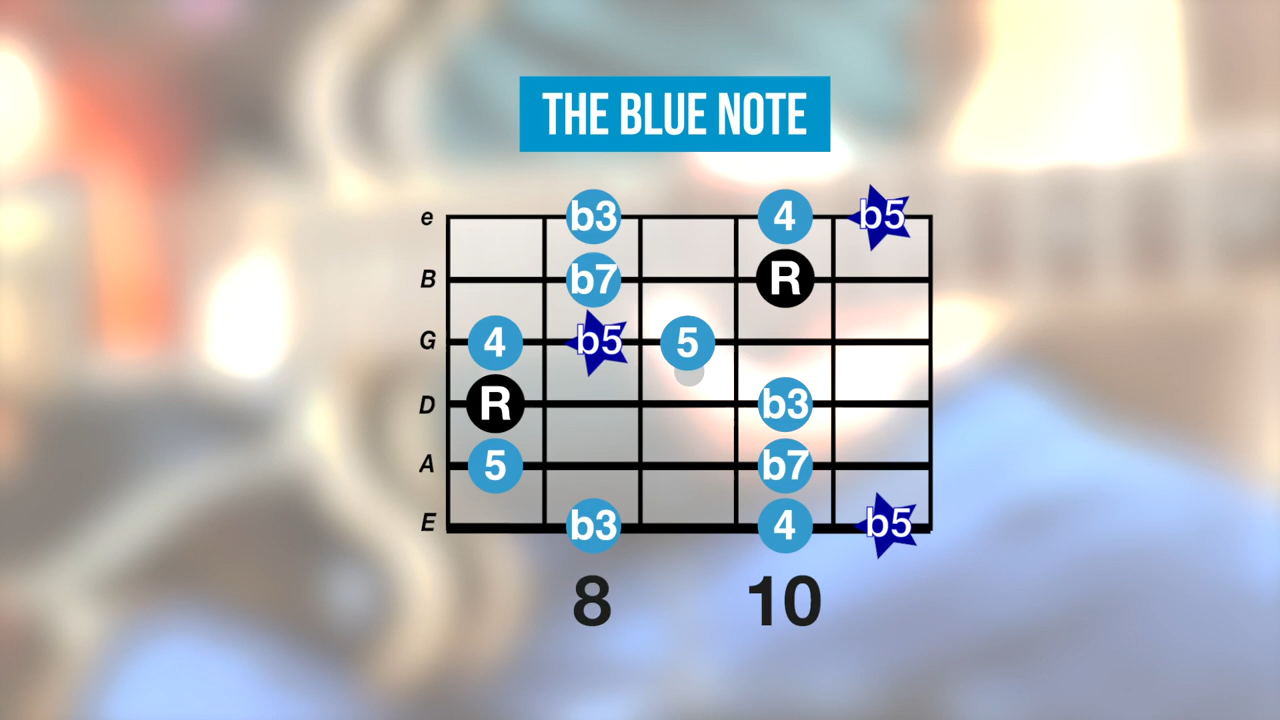 THE BLUE NOTE
e b3 4 b5
B b7 R
G 4 b5 5
D R b3
A 5 b7
E b3 4 b5
8 10